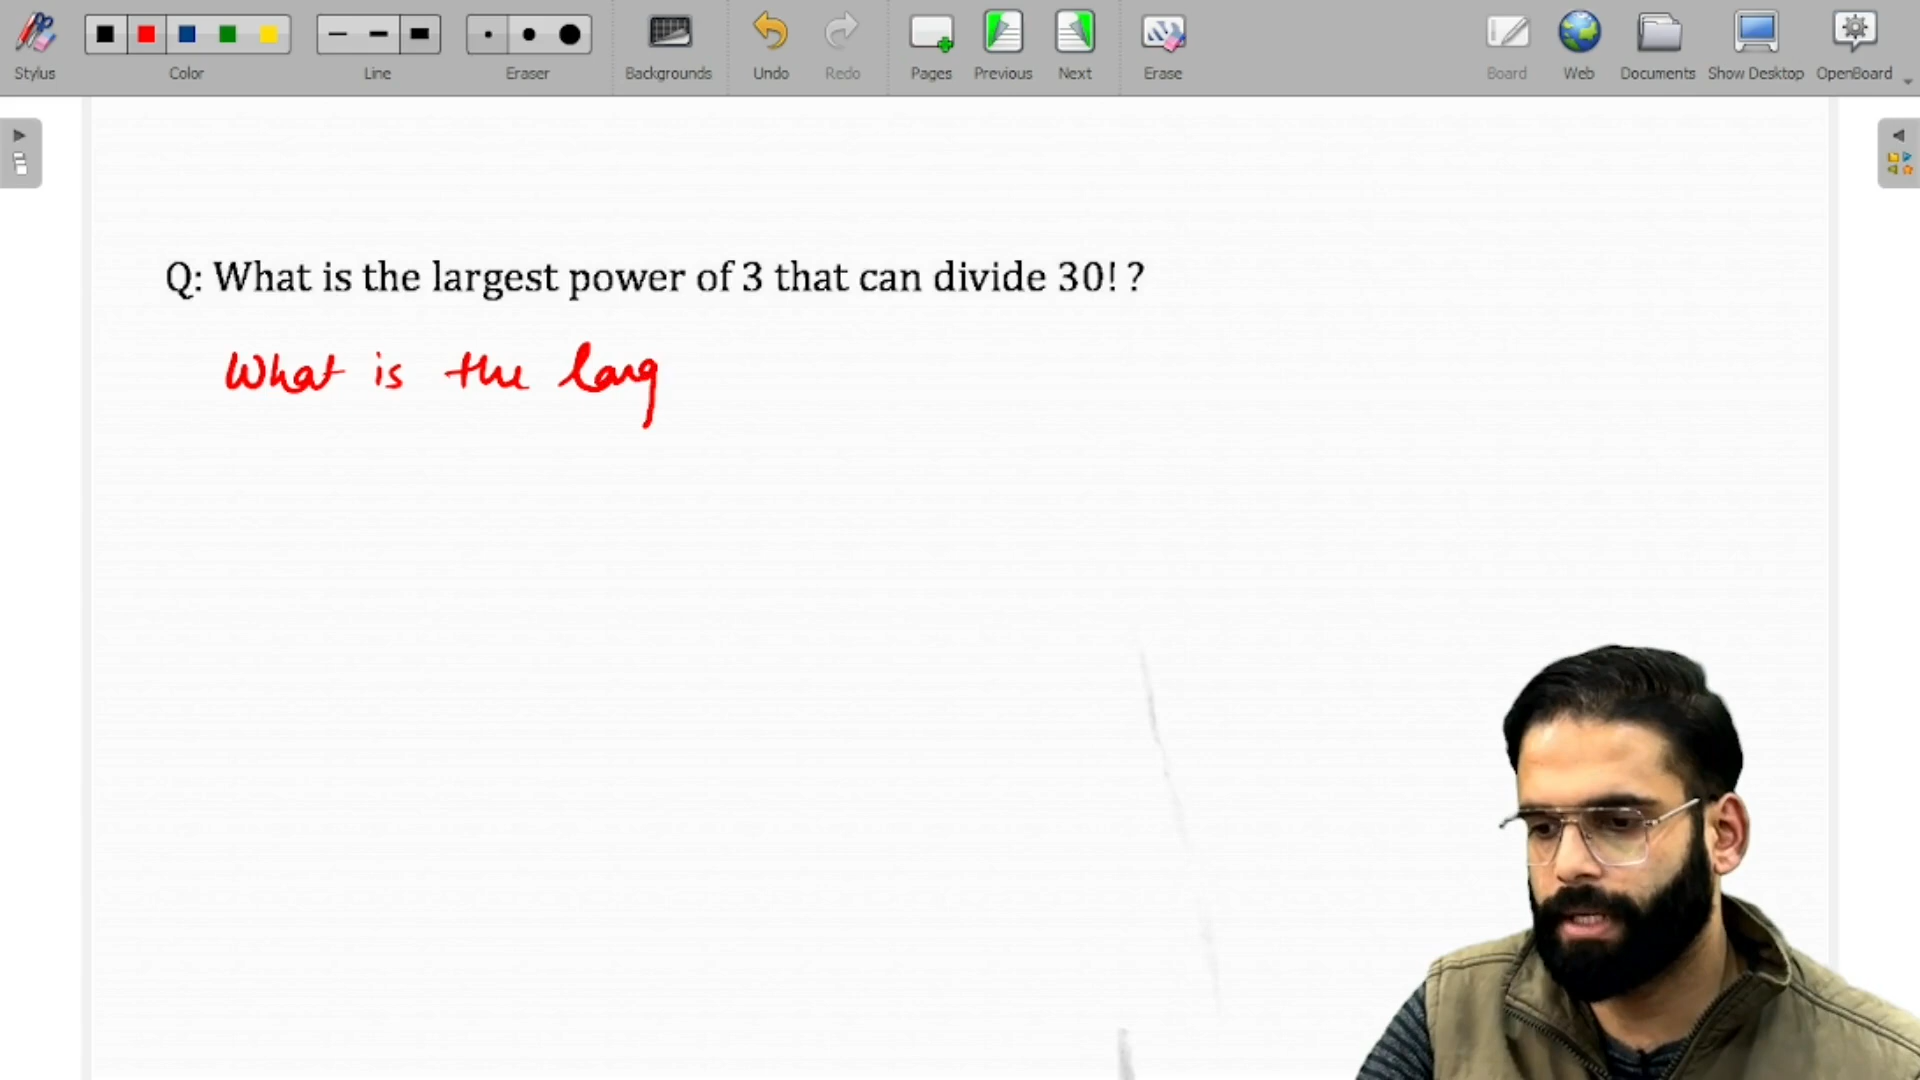 Stylus
Color
Line
Eraser
Backgrounds
Undo
Redo
Pages
Previous
Next
Erase
Board
Web
Documents
Show Desktop
OpenBoard
Q: What is the largest power of 3 that can divide 30! ?
What is the larg